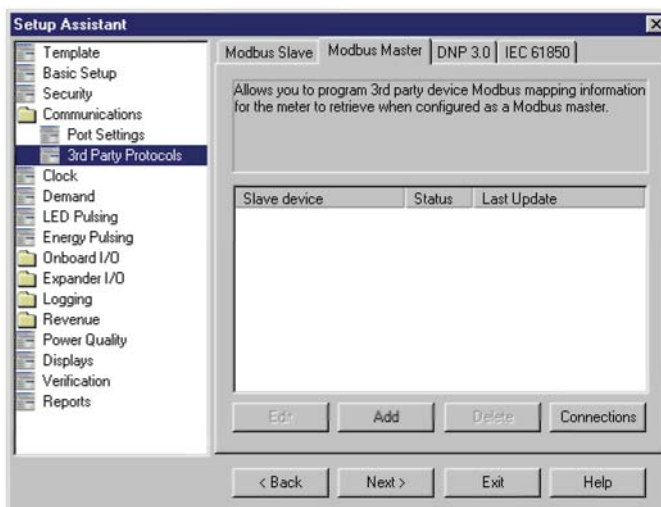 Setup Assistant
Template
Basic Setup
Security
Communications
Port Settings
3rd Party Protocols
Clock
Demand
LED Pulsing
Energy Pulsing
Onboard I/O
Expander I/O
Logging
Revenue
Power Quality
Displays
Verification
Reports
Modbus Slave Modbus Master DNP 3.0 IEC 61850
Allows you to program 3rd party device Modbus mapping information
for the meter to retrieve when configured as a Modbus master.
Slave device Status Last Update
Edit Add Delete Connections
< Back Next > Exit Help